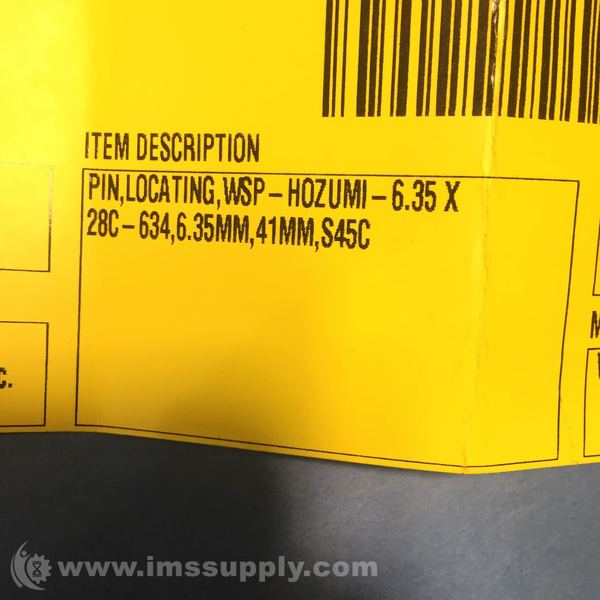 ITEM DESCRIPTION
PIN,LOCATING,WSP-HOZUMI-6.35 X
28C-634,6.35MM,41MM,S45C
C.
M
www.imssupply.com